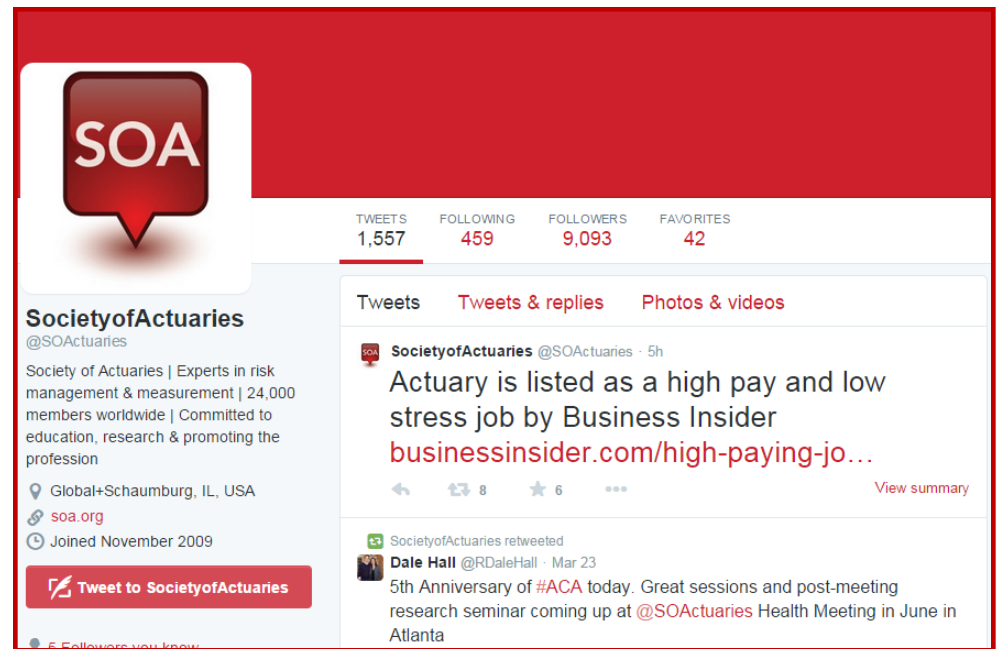 SOA
TWEETS FOLLOWING FOLLOWERS FAVORITES
1,557 459 9,093 42
SocietyofActuaries
@SOActuaries
Society of Actuaries | Experts in risk
management & measurement | 24,000
members worldwide | Committed to
education, research & promoting the
profession
Global+Schaumburg, IL, USA
soa.org
Joined November 2009
Tweet to SocietyofActuaries
5 Followers you know
Tweets Tweets & replies Photos & videos
SOA
SocietyofActuaries @SOActuaries · 5h
Actuary is listed as a high pay and low
stress job by Business Insider
businessinsider.com/high-paying-jo…
8 6 View summary
SocietyofActuaries retweeted
Dale Hall @RDaleHall · Mar 23
5th Anniversary of #ACA today. Great sessions and post-meeting
research seminar coming up at @SOActuaries Health Meeting in June in
Atlanta